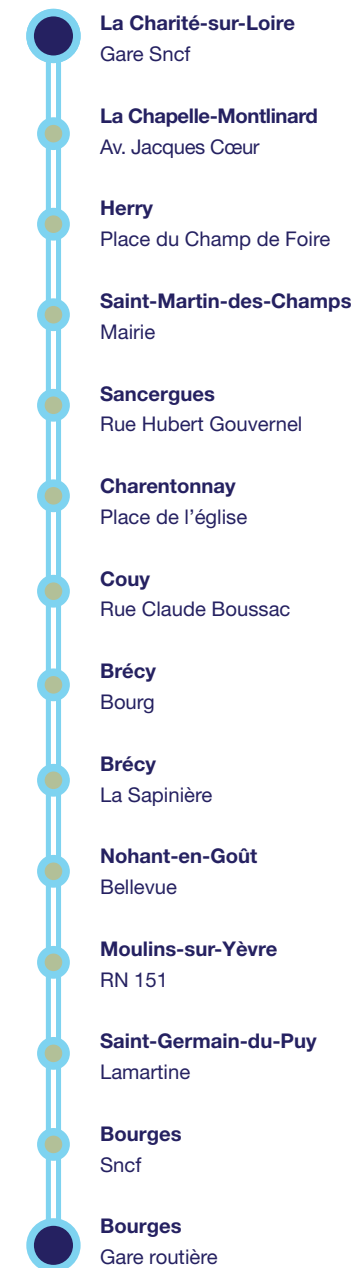 La Charité-sur-Loire
Gare Sncf
La Chapelle-Montlinard
Av. Jacques Cœur
Herry
Place du Champ de Foire
Saint-Martin-des-Champs
Mairie
Sancergues
Rue Hubert Gouvernel
Charentonnay
Place de l’église
Couy
Rue Claude Boussac
Brécy
Bourg
Brécy
La Sapinière
Nohant-en-Goût
Bellevue
Moulins-sur-Yèvre
RN 151
Saint-Germain-du-Puy
Lamartine
Bourges
Sncf
Bourges
Gare routière